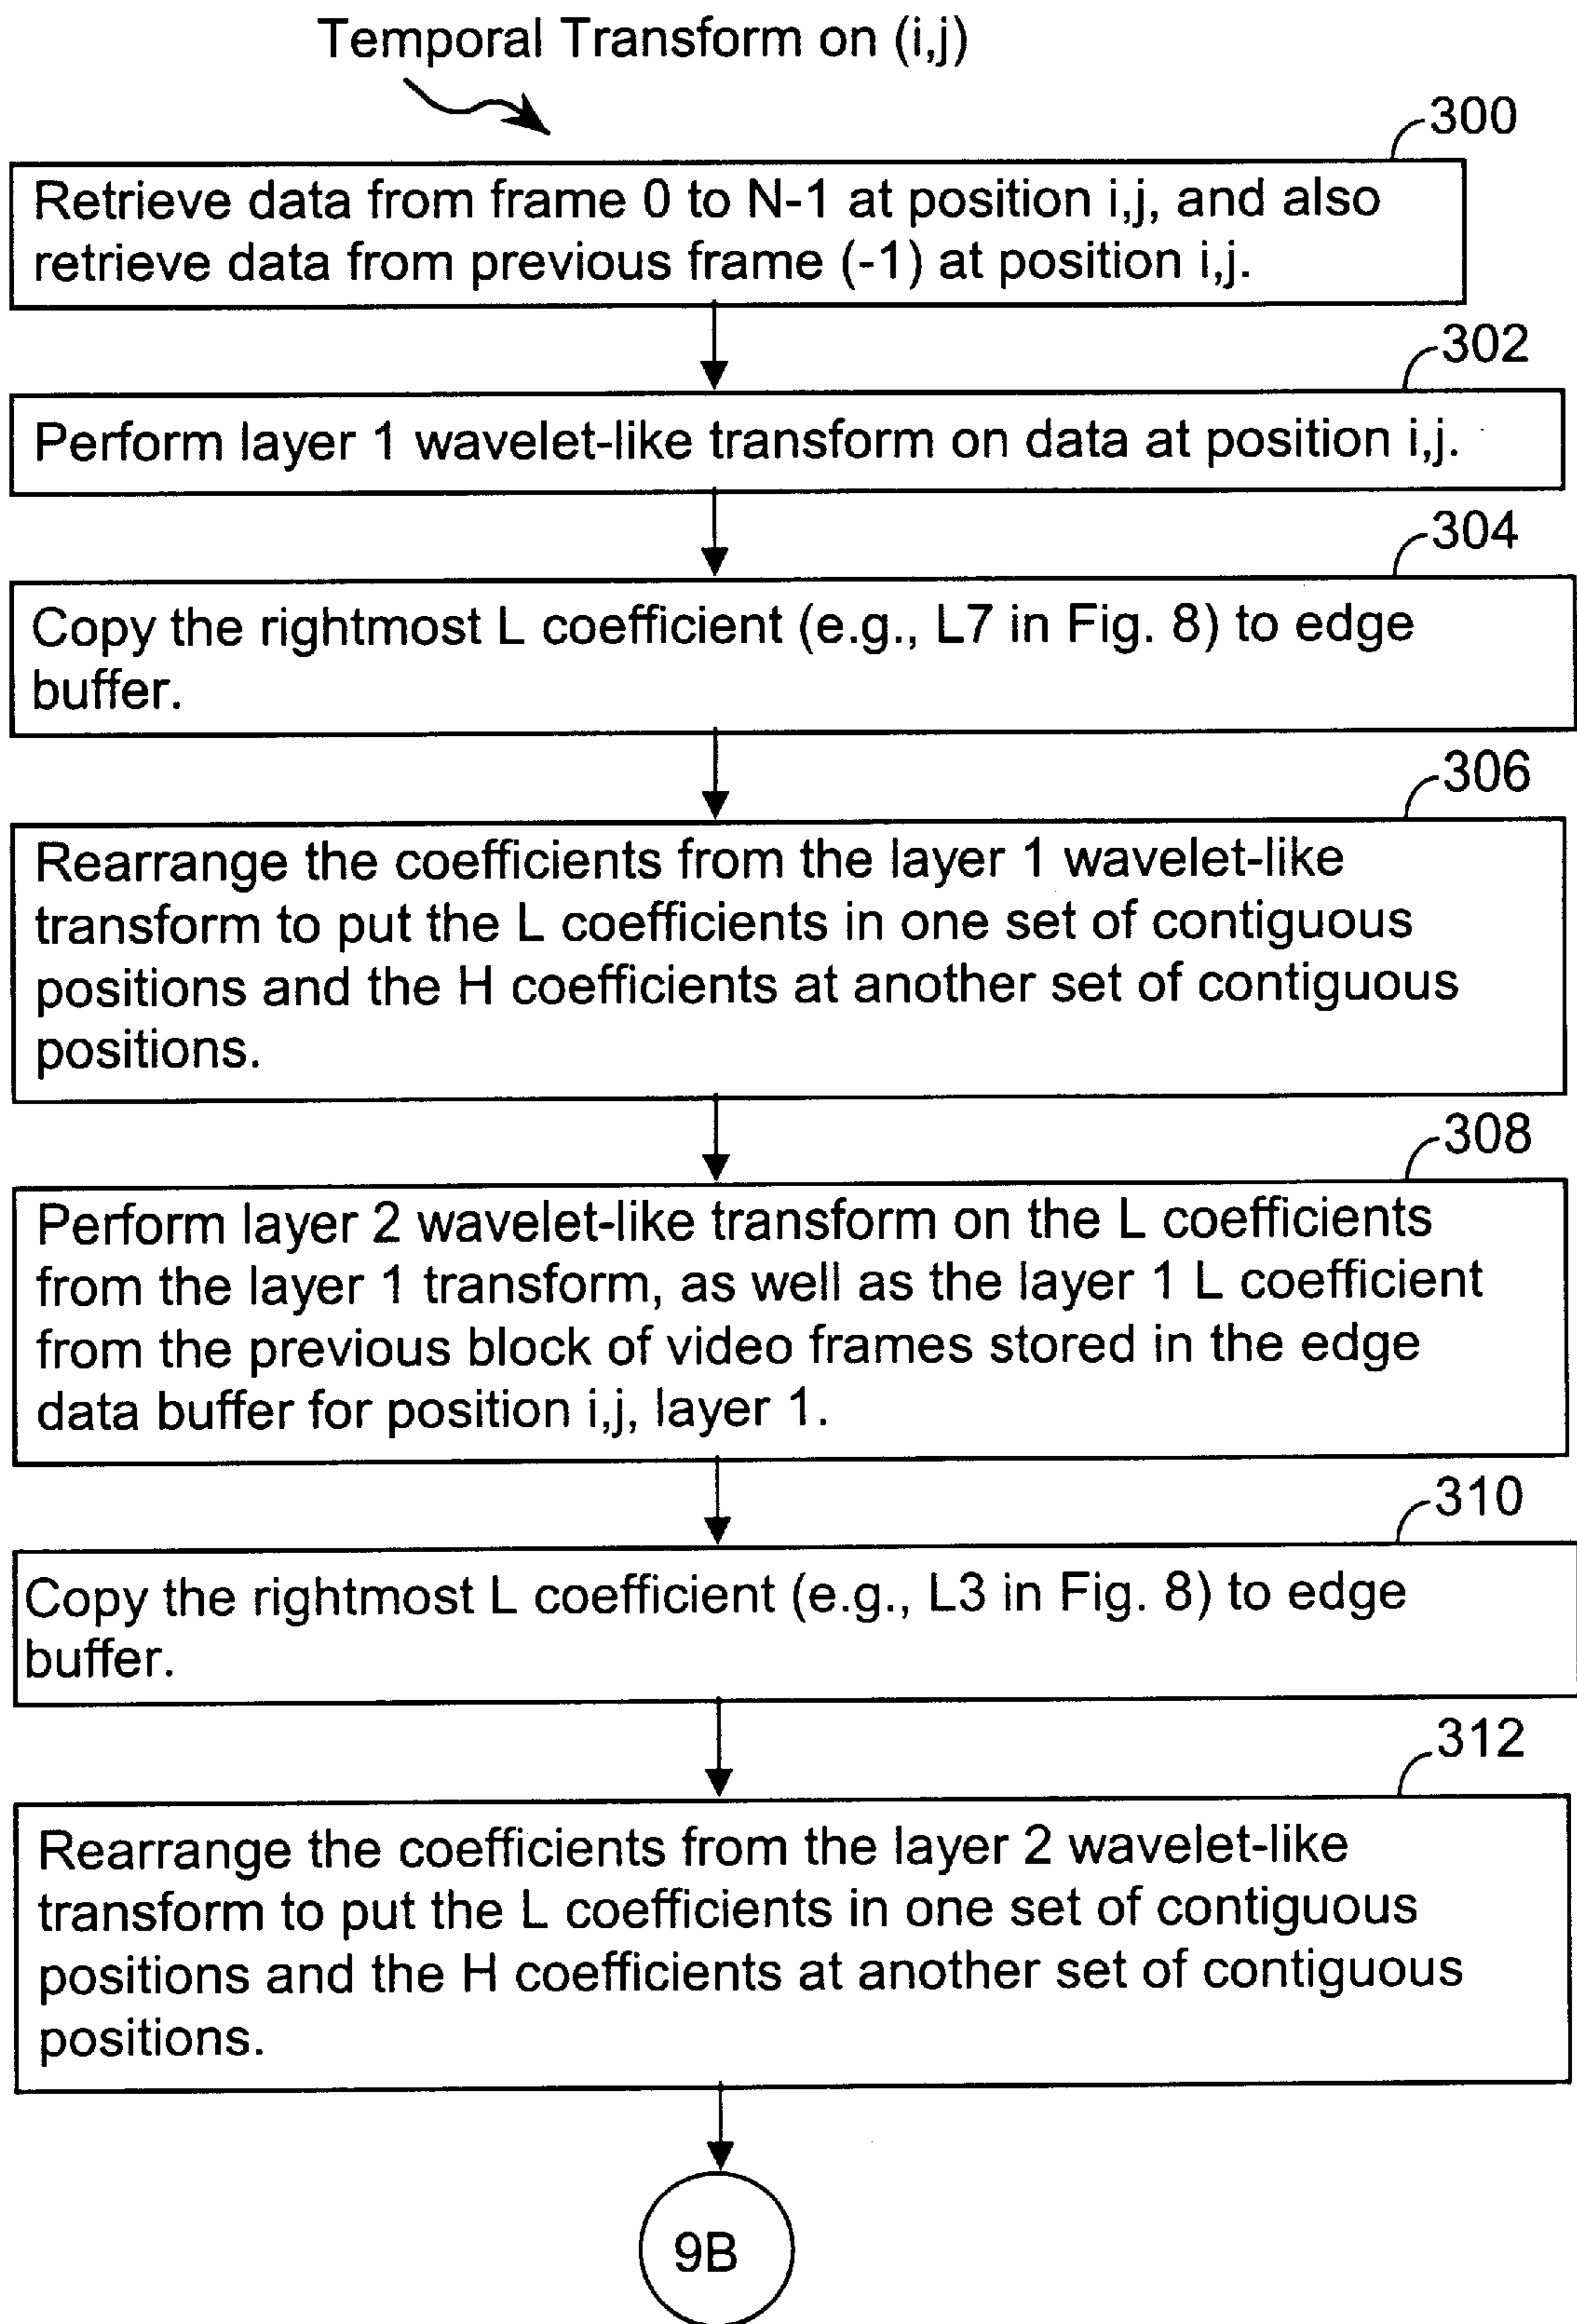 Temporal Transform on (i,j)
300
Retrieve data from frame 0 to N-1 at position i,j, and also
retrieve data from previous frame (-1) at position i,j.
302
Perform layer 1 wavelet-like transform on data at position i,j.
304
Copy the rightmost L coefficient (e.g., L7 in Fig. 8) to edge
buffer.
306
Rearrange the coefficients from the layer 1 wavelet-like
transform to put the L coefficients in one set of contiguous
positions and the H coefficients at another set of contiguous
positions.
308
Perform layer 2 wavelet-like transform on the L coefficients
from the layer 1 transform, as well as the layer 1 L coefficient
from the previous block of video frames stored in the edge
data buffer for position i,j, layer 1.
310
Copy the rightmost L coefficient (e.g., L3 in Fig. 8) to edge
buffer.
312
Rearrange the coefficients from the layer 2 wavelet-like
transform to put the L coefficients in one set of contiguous
positions and the H coefficients at another set of contiguous
positions.
9B